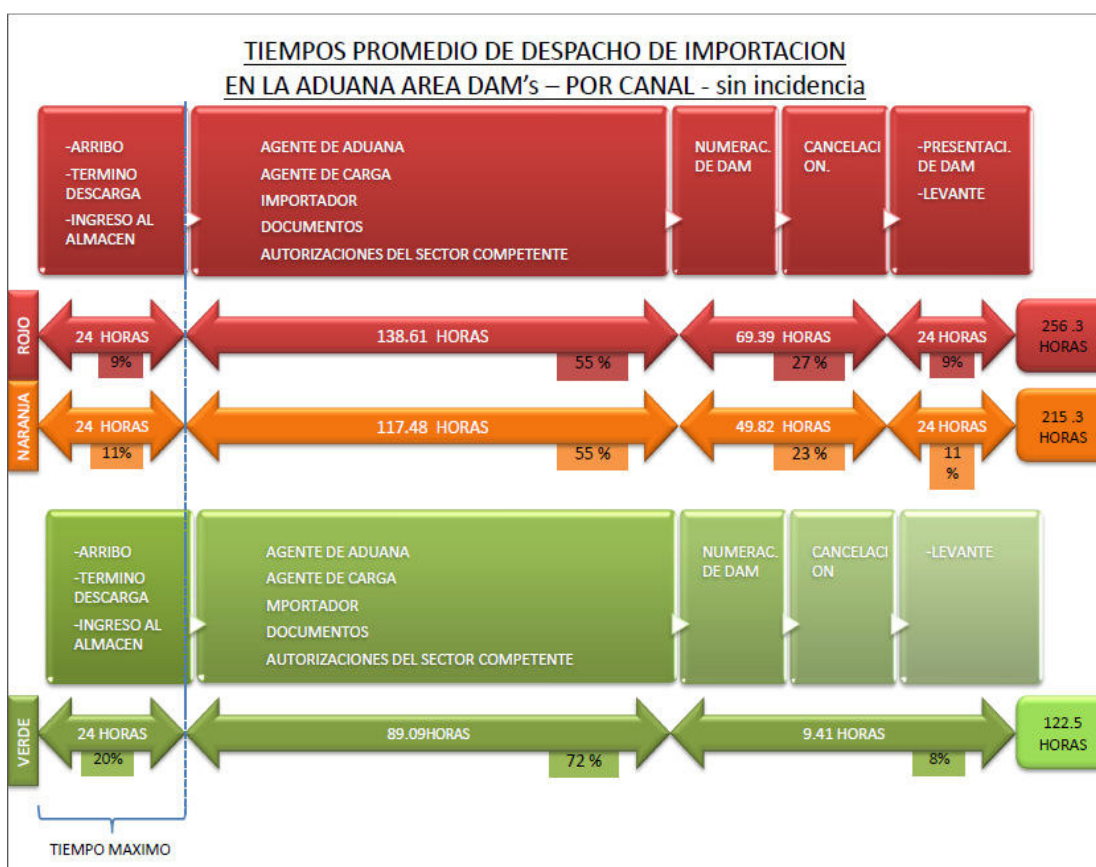 TIEMPOS PROMEDIO DE DESPACHO DE IMPORTACION
EN LA ADUANA AREA DAM's – POR CANAL - sin incidencia
-ARRIBO
-TERMINO
DESCARGA
-INGRESO AL
ALMACEN
AGENTE DE ADUANA
AGENTE DE CARGA
IMPORTADOR
DOCUMENTOS
AUTORIZACIONES DEL SECTOR COMPETENTE
NUMERAC.
DE DAM
CANCELACI
ON.
-PRESENTACI.
DE DAM
-LEVANTE
ROJO
24 HORAS
9%
138.61 HORAS
55 %
69.39 HORAS
27 %
24 HORAS
9%
256 .3
HORAS
NARANJA
24 HORAS
11%
117.48 HORAS
55 %
49.82 HORAS
23 %
24 HORAS
11
%
215.3
HORAS
-ARRIBO
-TERMINO
DESCARGA
-INGRESO AL
ALMACEN
AGENTE DE ADUANA
AGENTE DE CARGA
MPORTADOR
DOCUMENTOS
AUTORIZACIONES DEL SECTOR COMPETENTE
NUMERAC.
DE DAM
CANCELACI
ON
-LEVANTE
VERDE
24 HORAS
20%
89.09HORAS
72 %
9.41 HORAS
8%
122.5
HORAS
TIEMPO MAXIMO